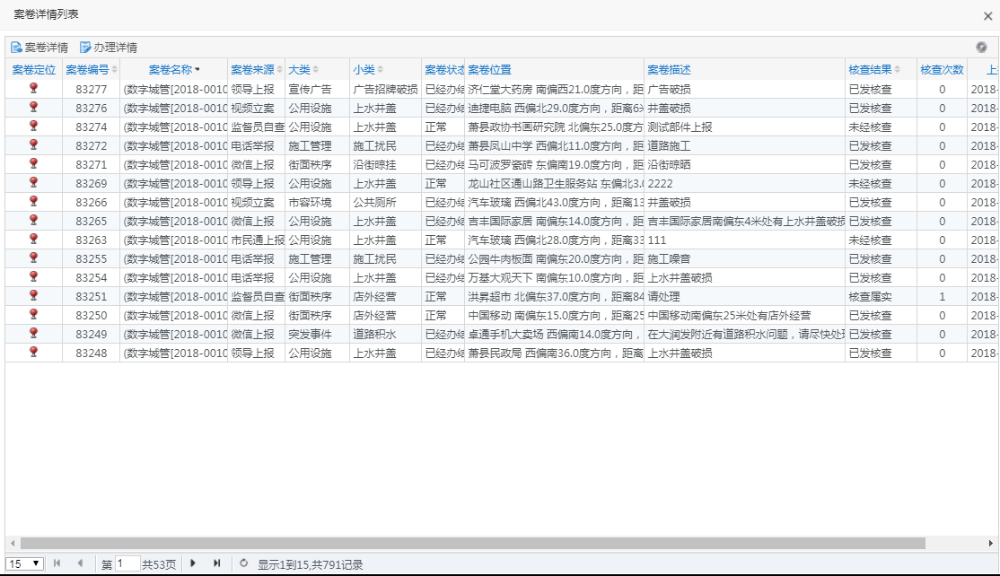 案卷详情列表
案卷详情 办理详情
案卷定位 案卷编号 案卷名称 案卷来源 大类 小类 案卷状态 案卷位置 案卷描述 核查结果 核查次数 上
83277 (数字城管[2018-0010 领导上报 宣传广告 广告招牌破损 已经办结 济仁堂大药房 南偏西21.0度方向，距 广告破损 已发核查 0 2018-
83276 (数字城管[2018-0010 视频立案 公用设施 上水井盖 已经办结 迪捷电脑 西偏北29.0度方向，距离6米 井盖破损 已发核查 0 2018-
83274 (数字城管[2018-0010 监督员自查 公用设施 上水井盖 正常 萧县政协书画研究院 北偏东25.0度方 测试部件上报 未经核查 0 2018-
83272 (数字城管[2018-0010 电话举报 施工管理 施工扰民 已经办结 萧县凤山中学 西偏北11.0度方向，距 道路施工 已发核查 0 2018-
83271 (数字城管[2018-0010 微信上报 街面秩序 沿街晾挂 已经办结 马可波罗瓷砖 东偏南19.0度方向，距 沿街晾晒 已发核查 0 2018-
83269 (数字城管[2018-0010 领导上报 公用设施 上水井盖 正常 龙山社区通山路卫生服务站 东偏北3.0 2222 未经核查 0 2018-
83266 (数字城管[2018-0010 视频立案 市容环境 公共厕所 已经办结 汽车玻璃 西偏北43.0度方向，距离13 井盖破损 已发核查 0 2018-
83265 (数字城管[2018-0010 微信上报 公用设施 上水井盖 已经办结 吉丰国际家居 南偏东14.0度方向，距 吉丰国际家居南偏东4米处有上水井盖破损 已发核查 0 2018-
83263 (数字城管[2018-0010 市民通上报 公用设施 上水井盖 正常 汽车玻璃 西偏北28.0度方向，距离33 111 未经核查 0 2018-
83255 (数字城管[2018-0010 电话举报 施工管理 施工扰民 已经办结 公园牛肉板面 南偏东20.0度方向，距 施工噪音 已发核查 0 2018-
83254 (数字城管[2018-0010 电话举报 公用设施 上水井盖 已经办结 万基大观天下 南偏东10.0度方向，距 上水井盖破损 已发核查 0 2018-
83251 (数字城管[2018-0010 监督员自查 街面秩序 店外经营 正常 洪昇超市 北偏东37.0度方向，距离84 请处理 核查属实 1 2018-
83250 (数字城管[2018-0010 微信上报 街面秩序 店外经营 正常 中国移动 南偏东15.0度方向，距离25 中国移动南偏东25米处有店外经营 已发核查 0 2018-
83249 (数字城管[2018-0010 微信上报 突发事件 道路积水 已经办结 卓通手机大卖场 西偏南14.0度方向， 在大润发附近有道路积水问题，请尽快处理 已发核查 0 2018-
83248 (数字城管[2018-0010 领导上报 公用设施 上水井盖 已经办结 萧县民政局 西偏南36.0度方向，距离 上水井盖破损 已发核查 0 2018-
15 第 1 共53页 显示1到15,共791记录